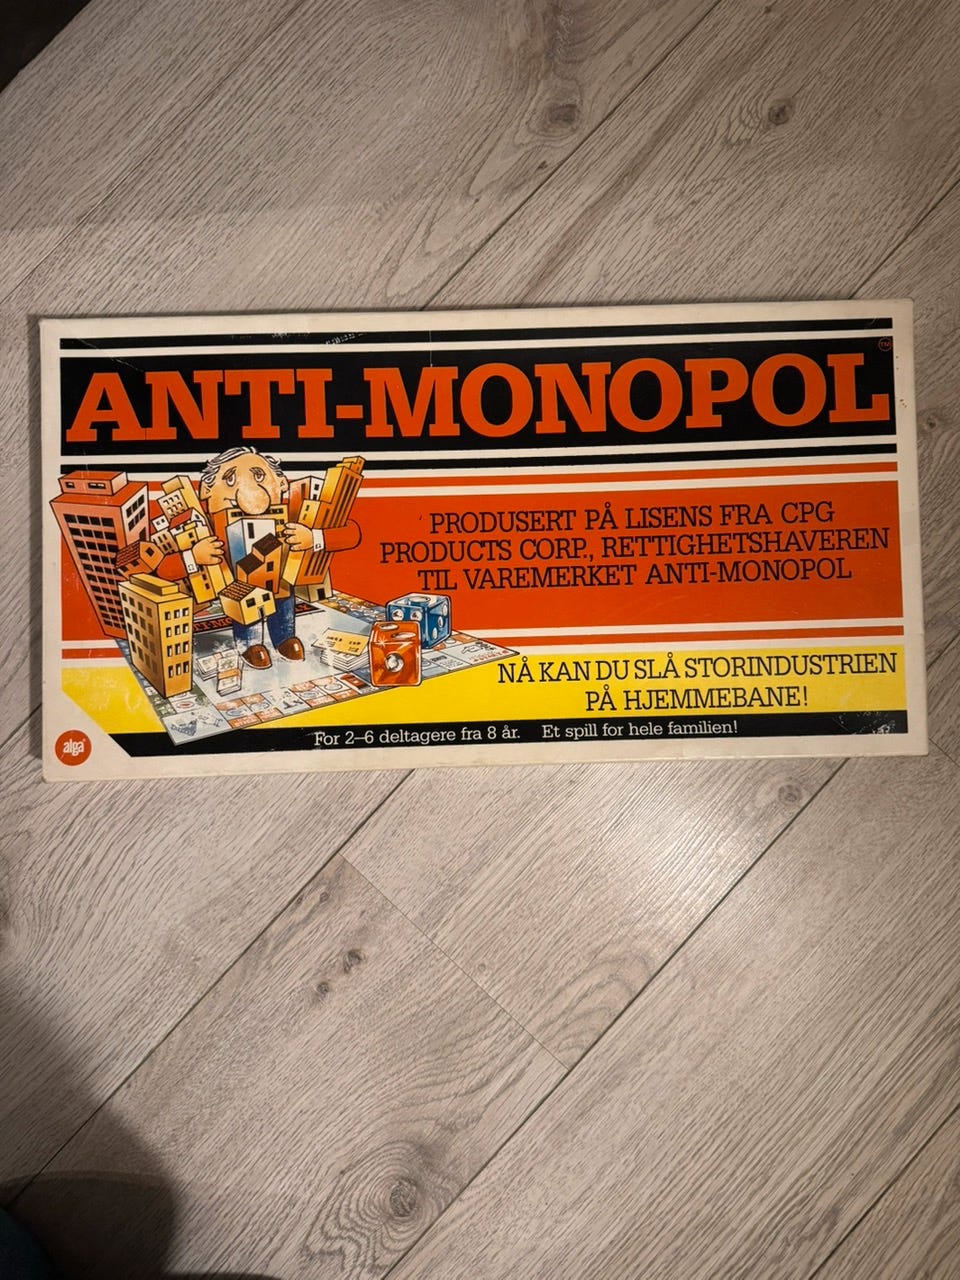 ANTI-MONOPOL
TM
PRODUSERT PÅ LISENS FRA CPG
PRODUCTS CORP., RETTIGHETSHAVEREN
TIL VAREMERKET ANTI-MONOPOL
NÅ KAN DU SLÅ STORINDUSTRIEN
PÅ HJEMMEBANE!
For 2–6 deltagere fra 8 år. Et spill for hele familien!
alga